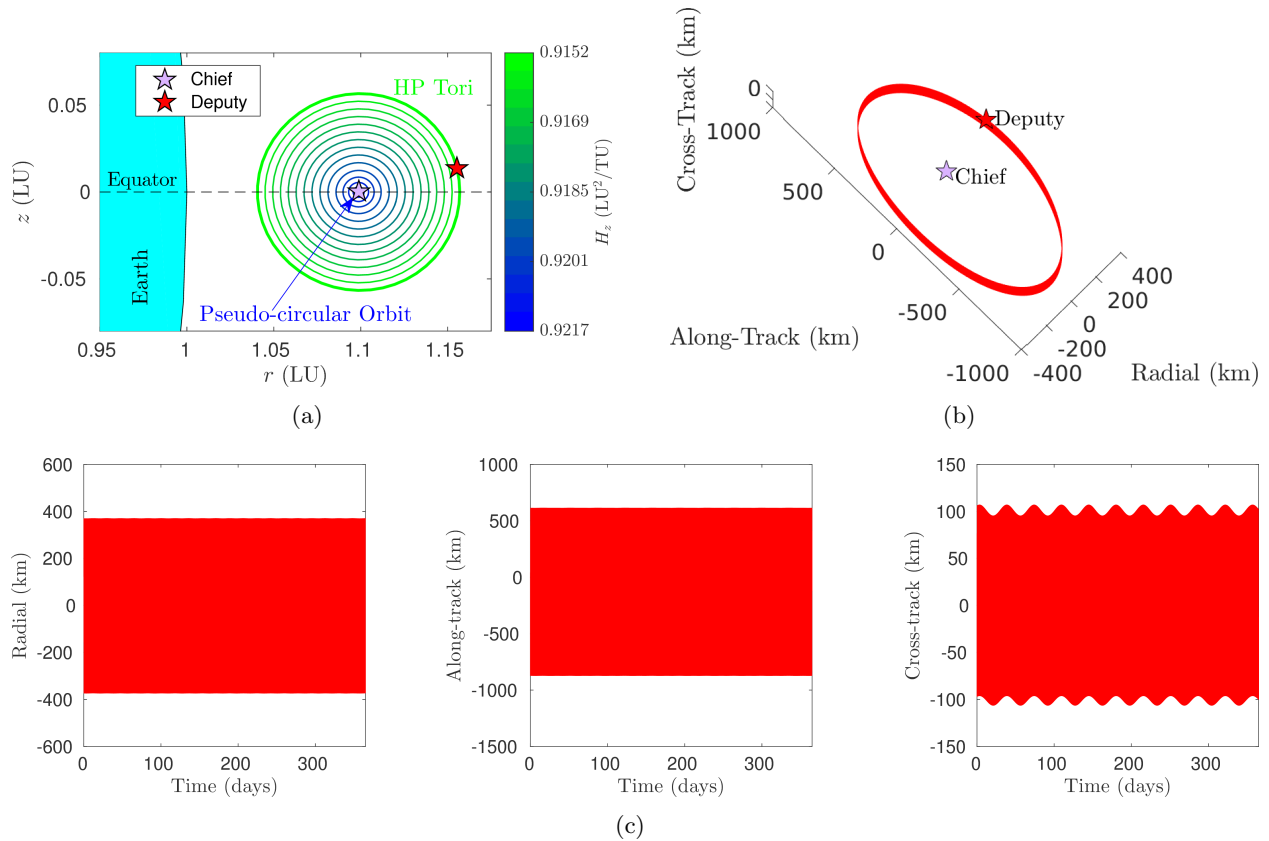 Chief
Deputy
HP Tori
0.05
0
-0.05
z (LU)
Equator
Earth
Pseudo-circular Orbit
0.95
1
1.05
1.1
1.15
r (LU)
0.9152
0.9169
0.9185
0.9201
0.9217
H_z (LU²/TU)
(a)
Cross-Track (km)
0
1000
500
0
-500
-1000
Along-Track (km)
Deputy
Chief
400
200
0
-200
-400
Radial (km)
(b)
600
400
200
0
-200
-400
-600
Radial (km)
0
100
200
300
Time (days)
1000
500
0
-500
-1000
-1500
Along-track (km)
0
100
200
300
Time (days)
150
100
50
0
-50
-100
-150
Cross-track (km)
0
100
200
300
Time (days)
(c)